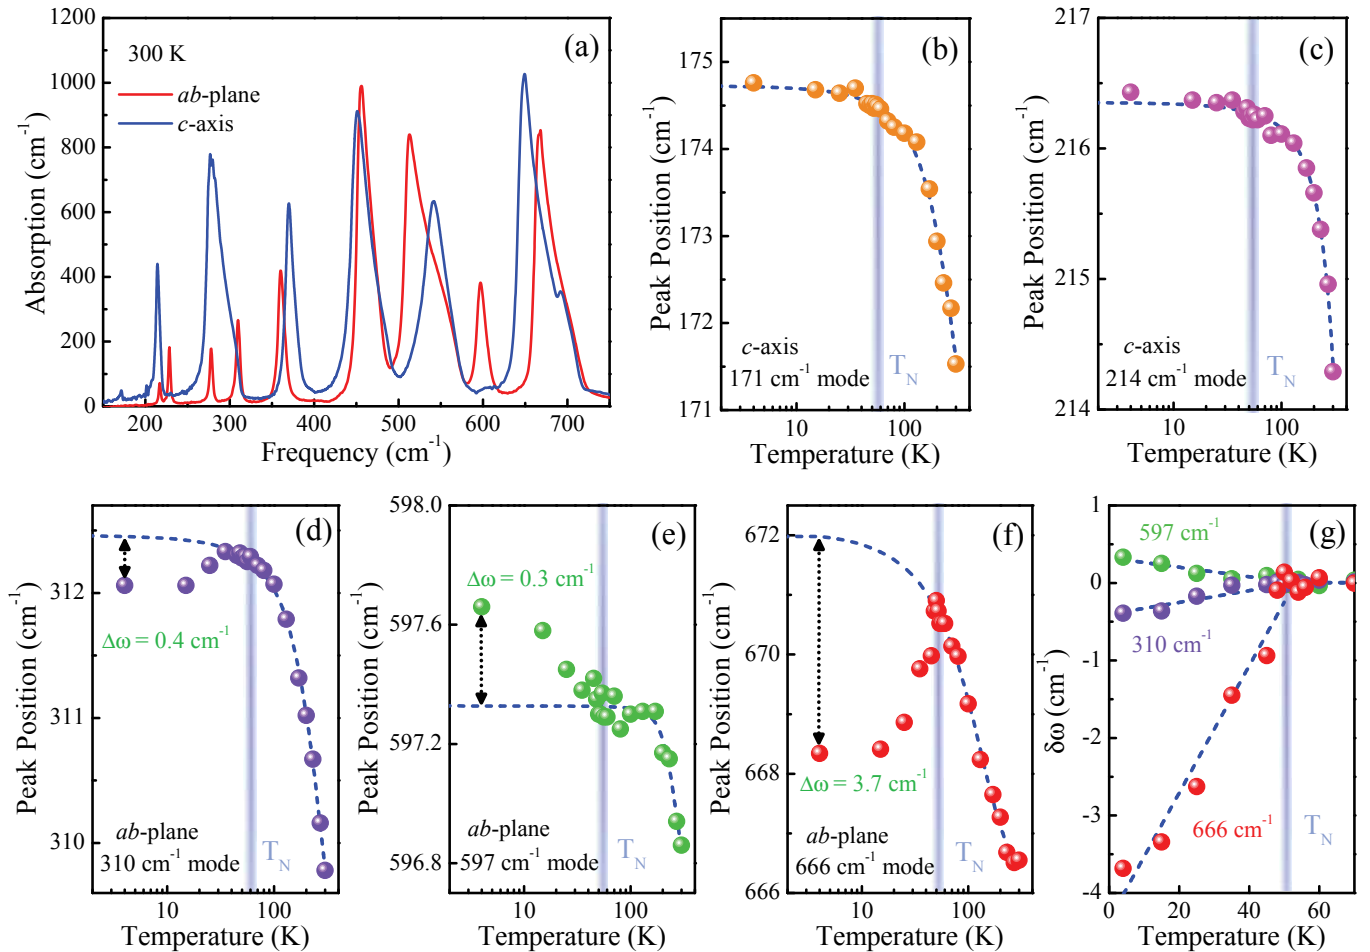 (a)
300 K
ab-plane
c-axis
Absorption (cm⁻¹)
1200
1000
800
600
400
200
0
200 300 400 500 600 700
Frequency (cm⁻¹)
(b)
Peak Position (cm⁻¹)
175
174
173
172
171
c-axis
171 cm⁻¹ mode
T_N
10 100
Temperature (K)
(c)
Peak Position (cm⁻¹)
217
216
215
214
c-axis
214 cm⁻¹ mode
T_N
10 100
Temperature (K)
(d)
Peak Position (cm⁻¹)
312
311
310
Δω = 0.4 cm⁻¹
ab-plane
310 cm⁻¹ mode
T_N
10 100
Temperature (K)
(e)
Peak Position (cm⁻¹)
598.0
597.6
597.2
596.8
Δω = 0.3 cm⁻¹
ab-plane
597 cm⁻¹ mode
T_N
10 100
Temperature (K)
(f)
Peak Position (cm⁻¹)
672
670
668
666
Δω = 3.7 cm⁻¹
ab-plane
666 cm⁻¹ mode
T_N
10 100
Temperature (K)
(g)
δω (cm⁻¹)
1
0
-1
-2
-3
-4
597 cm⁻¹
310 cm⁻¹
666 cm⁻¹
T_N
0 20 40 60
Temperature (K)